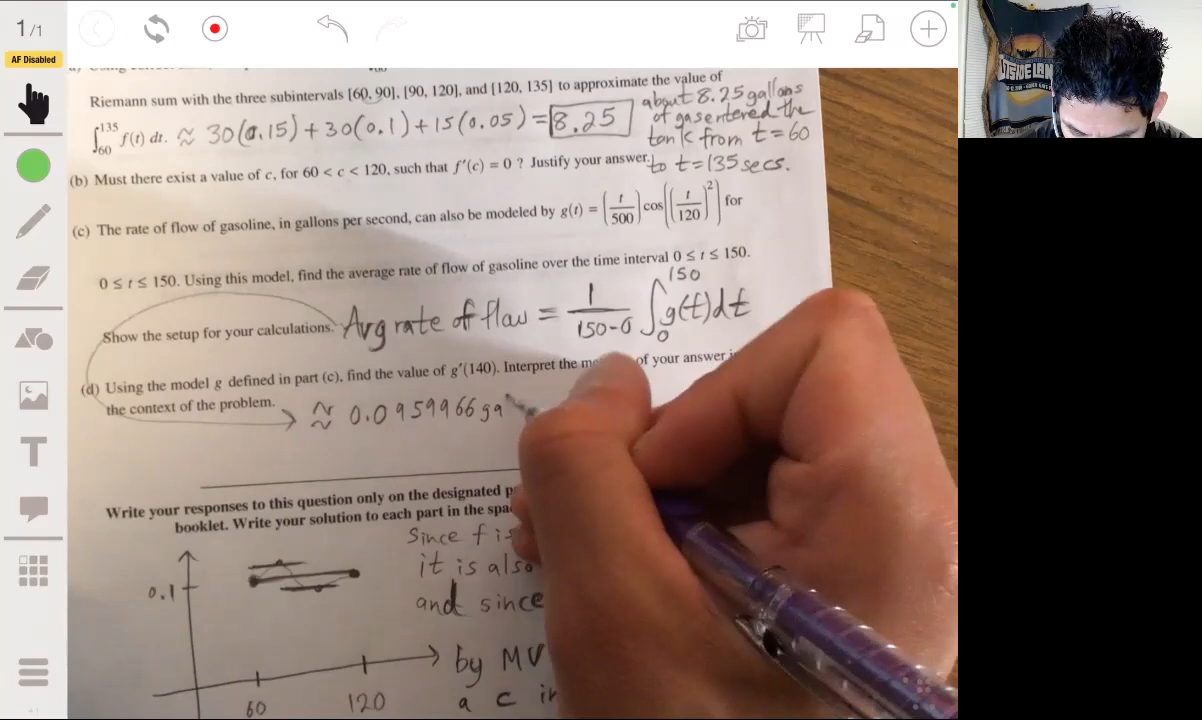 1/1
AF Disabled
Riemann sum with the three subintervals [60, 90], [90, 120], and [120, 135] to approximate the value of
∫₆₀¹³⁵ f(t) dt. ≈ 30(0.15)+30(0.1)+15(0.05)=8.25
about 8.25 gallons
of gas entered the
tank from t=60
to t=135 secs.
(b) Must there exist a value of c, for 60 < c < 120, such that f′(c) = 0 ? Justify your answer.
(c) The rate of flow of gasoline, in gallons per second, can also be modeled by g(t) = (t/500) cos((t/120)²) for
0 ≤ t ≤ 150. Using this model, find the average rate of flow of gasoline over the time interval 0 ≤ t ≤ 150.
Show the setup for your calculations. Avg rate of flow = 1/(150-0) ∫₀¹⁵⁰ g(t)dt
(d) Using the model g defined in part (c), find the value of g′(140). Interpret the of your answer
the context of the problem.
≈ 0.0959966 ga
Write your responses to this question only on the designated
booklet. Write your solution to each part in the
Since f is
it is also
and since
by MV
a c in
0.1
60
120
T